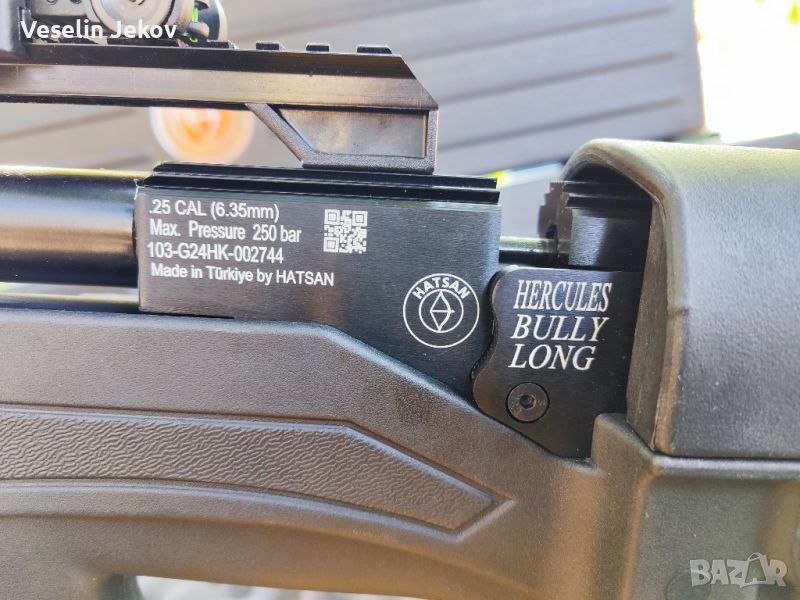 Veselin Jekov
.25 CAL (6.35mm)
Max. Pressure 250 bar
103-G24HK-002744
Made in Türkiye by HATSAN
HATSAN
HERCULES
BULLY
LONG
BAZAR